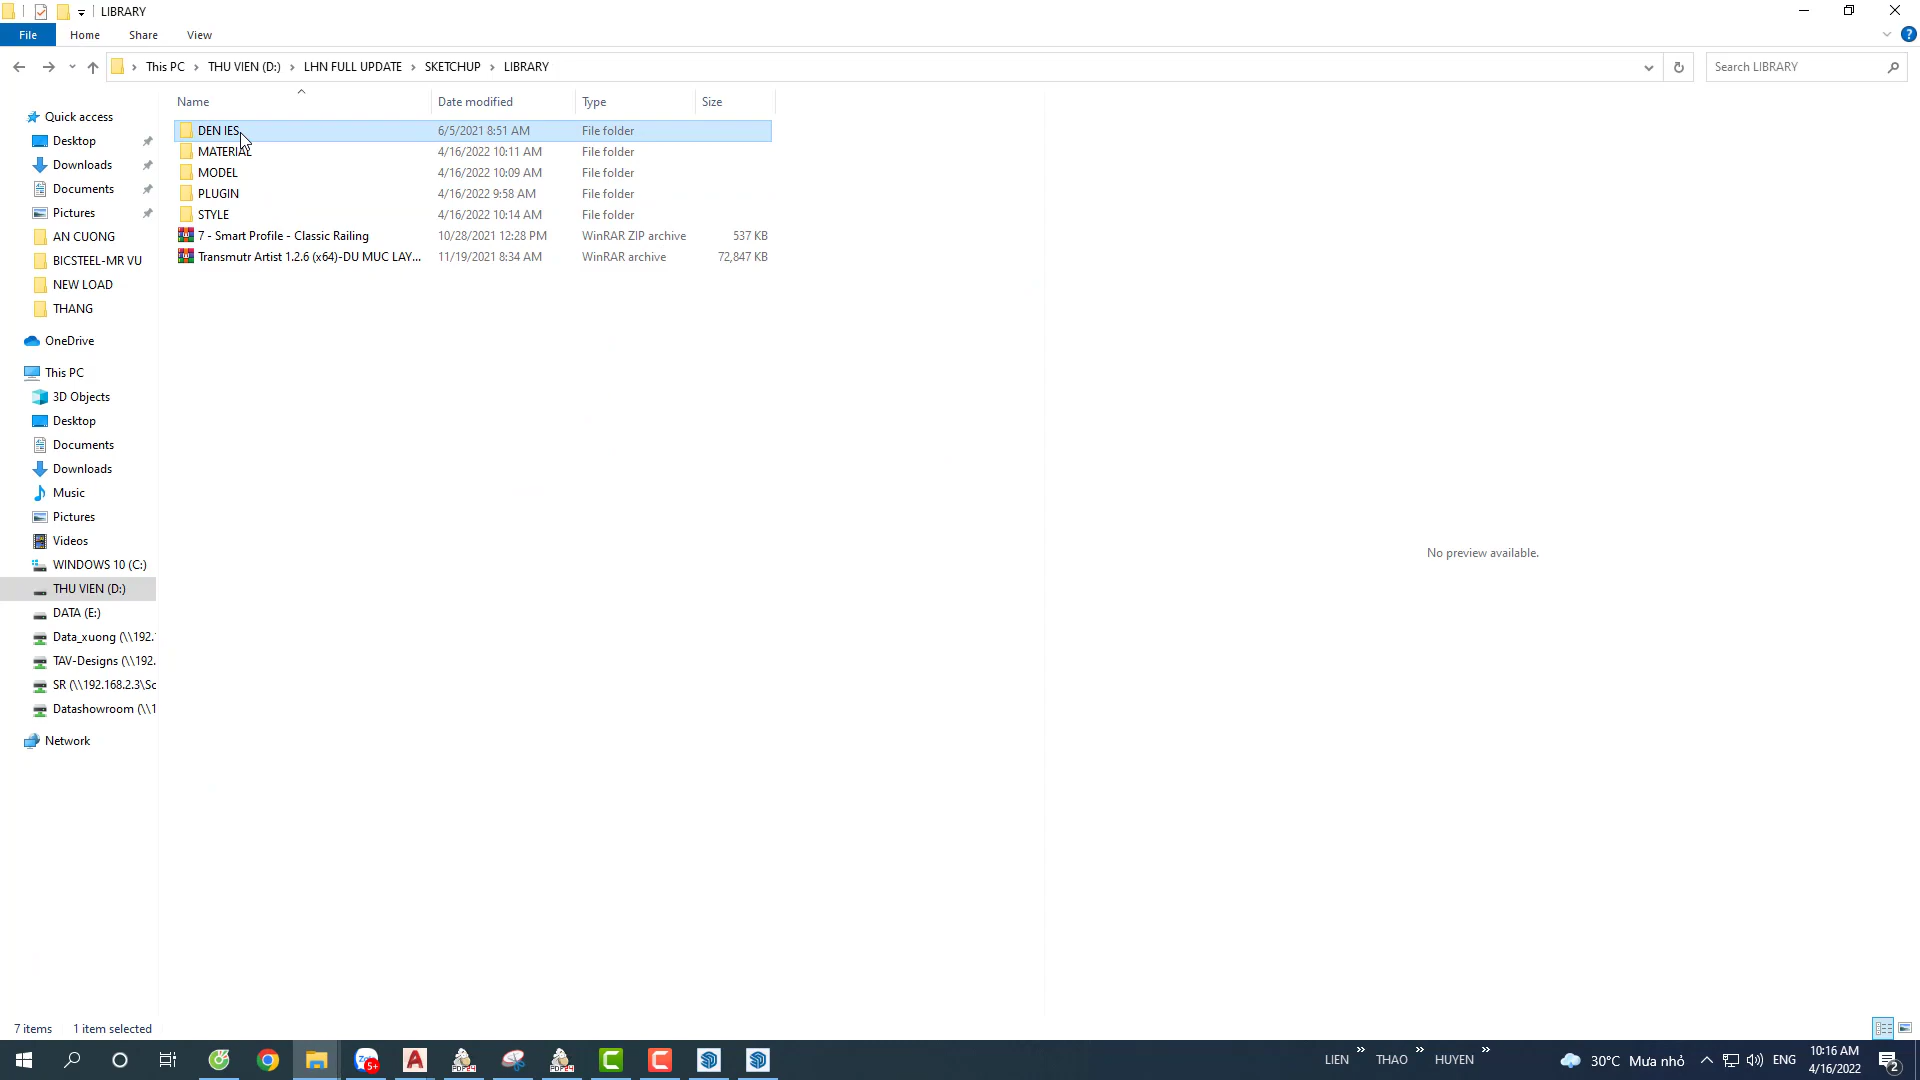 LIBRARY
File Home Share View
This PC THU VIEN (D:) LHN FULL UPDATE SKETCHUP LIBRARY
Search LIBRARY
Name Date modified Type Size
DEN IES 6/5/2021 8:51 AM File folder
MATERIAL 4/16/2022 10:11 AM File folder
MODEL 4/16/2022 10:09 AM File folder
PLUGIN 4/16/2022 9:58 AM File folder
STYLE 4/16/2022 10:14 AM File folder
7 - Smart Profile - Classic Railing 10/28/2021 12:28 PM WinRAR ZIP archive 537 KB
Transmutr Artist 1.2.6 (x64)-DU MUC LAY... 11/19/2021 8:34 AM WinRAR archive 72,847 KB
Quick access
Desktop
Downloads
Documents
Pictures
AN CUONG
BICSTEEL-MR VU
NEW LOAD
THANG
OneDrive
This PC
3D Objects
Desktop
Documents
Downloads
Music
Pictures
Videos
WINDOWS 10 (C:)
THU VIEN (D:)
DATA (E:)
Data_xuong (\\192.1
TAV-Designs (\\192.
SR (\\192.168.2.3\Sc
Datashowroom (\\1
Network
No preview available.
7 items 1 item selected
Zalo 5+
PDF24
PDF24
LIEN THAO HUYEN
30°C Mưa nhỏ
ENG
10:16 AM
4/16/2022
2